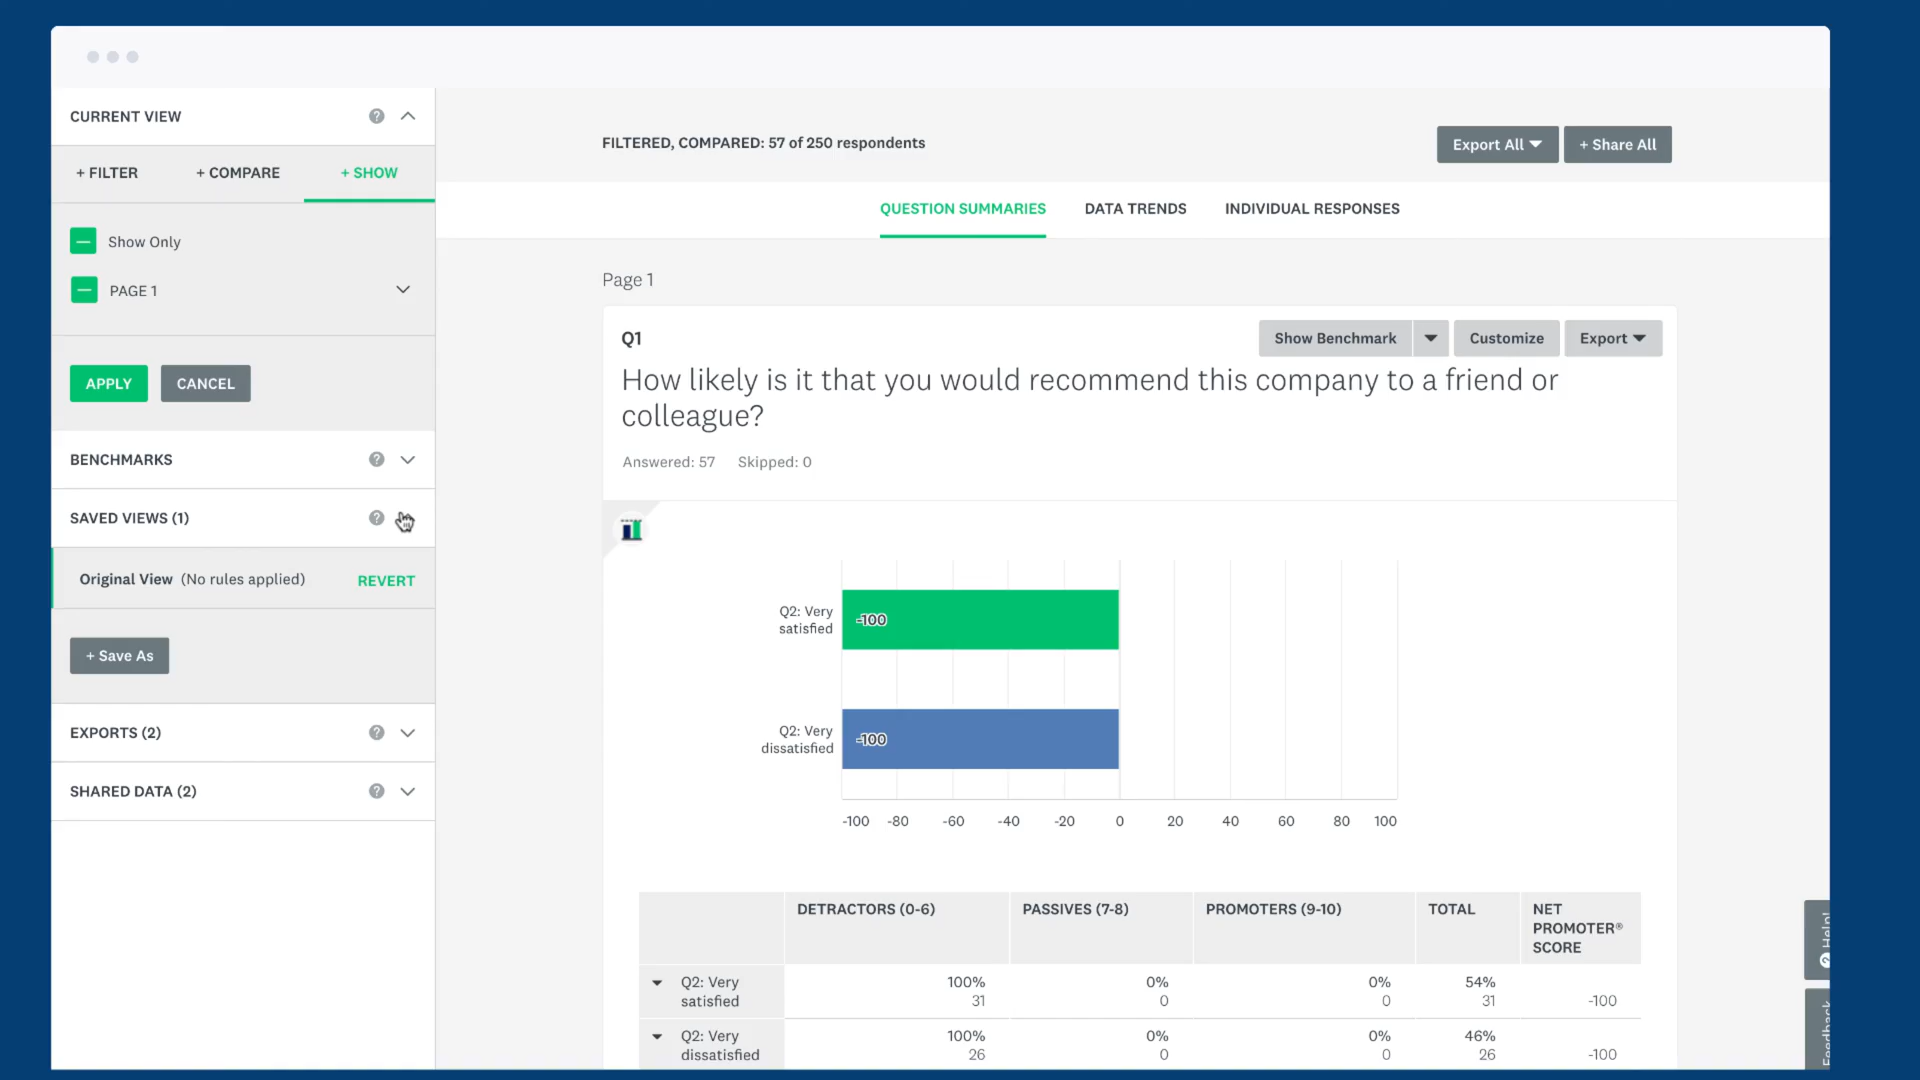 CURRENT VIEW
+ FILTER
+ COMPARE
+ SHOW
Show Only
PAGE 1
APPLY
CANCEL
BENCHMARKS
SAVED VIEWS (1)
Original View (No rules applied)
REVERT
+ Save As
EXPORTS (2)
SHARED DATA (2)
FILTERED, COMPARED: 57 of 250 respondents
Export All
+ Share All
QUESTION SUMMARIES
DATA TRENDS
INDIVIDUAL RESPONSES
Page 1
Q1
Show Benchmark
Customize
Export
How likely is it that you would recommend this company to a friend or
colleague?
Answered: 57 Skipped: 0
Q2: Very
satisfied
-100
Q2: Very
dissatisfied
-100
-100 -80 -60 -40 -20 0 20 40 60 80 100
DETRACTORS (0-6) PASSIVES (7-8) PROMOTERS (9-10) TOTAL NET
PROMOTER®
SCORE
Q2: Very 100% 0% 0% 54%
satisfied 31 0 0 31 -100
Q2: Very 100% 0% 0% 46%
dissatisfied 26 0 0 26 -100
Help!
Feedback